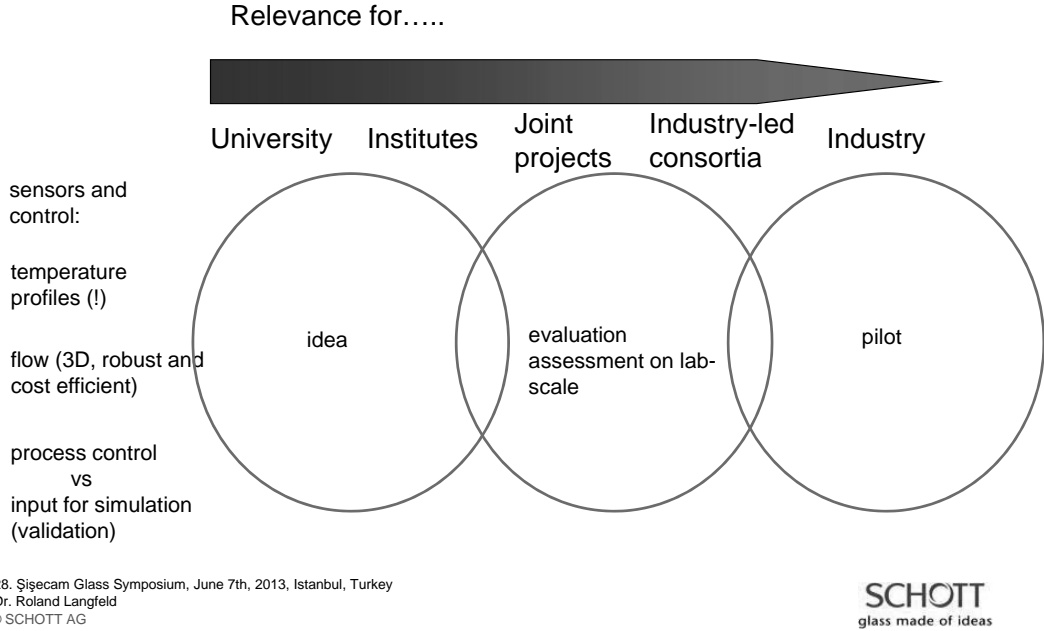 Relevance for…..
University
Institutes
Joint
projects
Industry-led
consortia
Industry
sensors and
control:
temperature
profiles (!)
flow (3D, robust and
cost efficient)
process control
vs
input for simulation
(validation)
idea
evaluation
assessment on lab-
scale
pilot
28. Şişecam Glass Symposium, June 7th, 2013, Istanbul, Turkey
Dr. Roland Langfeld
© SCHOTT AG
SCHOTT
glass made of ideas